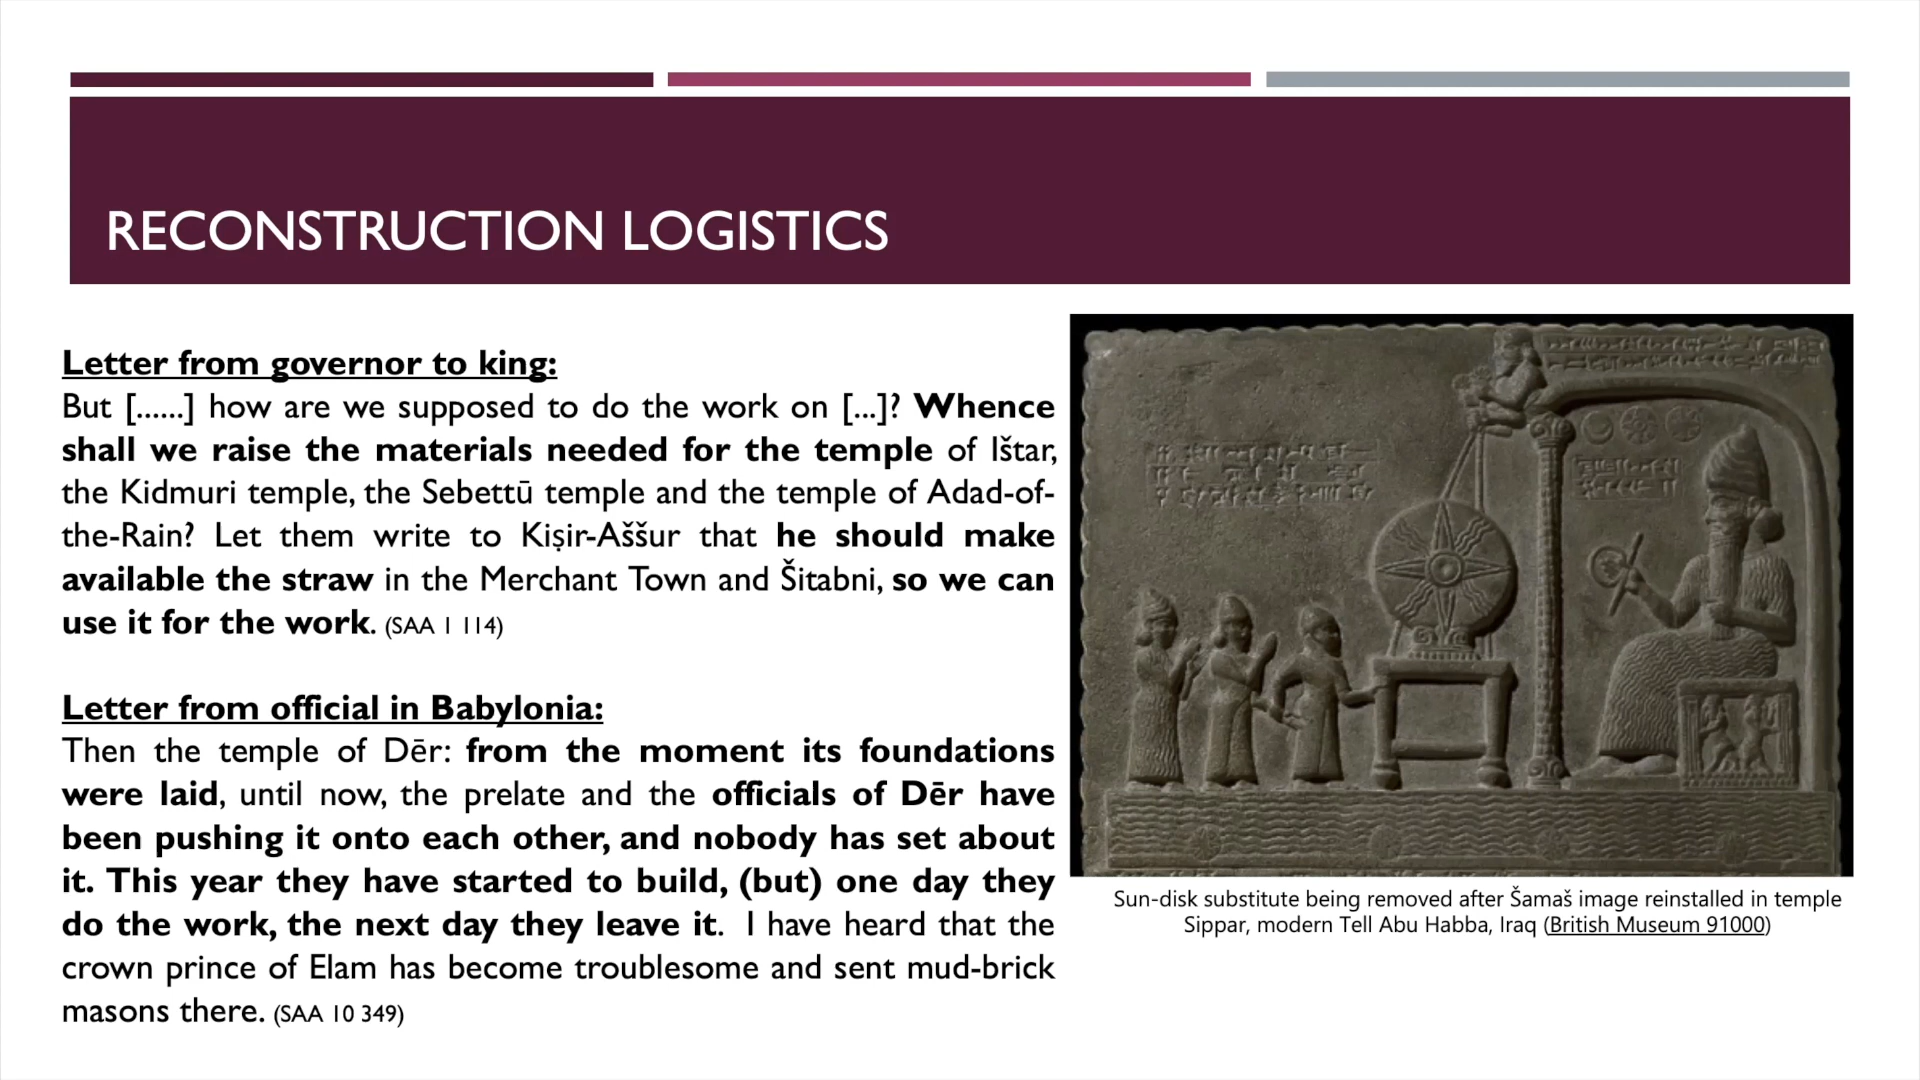 RECONSTRUCTION LOGISTICS
Letter from governor to king:
But [......] how are we supposed to do the work on [...]? Whence
shall we raise the materials needed for the temple of Ištar,
the Kidmuri temple, the Sebettū temple and the temple of Adad-of-
the-Rain? Let them write to Kiṣir-Aššur that he should make
available the straw in the Merchant Town and Šitabni, so we can
use it for the work. (SAA 1 114)
Letter from official in Babylonia:
Then the temple of Dēr: from the moment its foundations
were laid, until now, the prelate and the officials of Dēr have
been pushing it onto each other, and nobody has set about
it. This year they have started to build, (but) one day they
do the work, the next day they leave it. I have heard that the
crown prince of Elam has become troublesome and sent mud-brick
masons there. (SAA 10 349)
Sun-disk substitute being removed after Šamaš image reinstalled in temple
Sippar, modern Tell Abu Habba, Iraq (British Museum 91000)